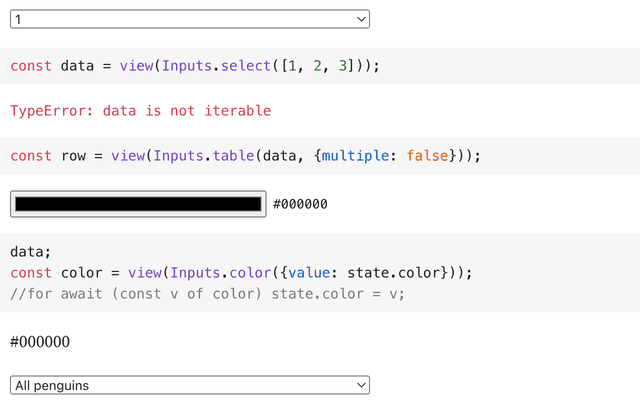 1
const data = view(Inputs.select([1, 2, 3]));
TypeError: data is not iterable
const row = view(Inputs.table(data, {multiple: false}));
#000000
data;
const color = view(Inputs.color({value: state.color}));
//for await (const v of color) state.color = v;
#000000
All penguins